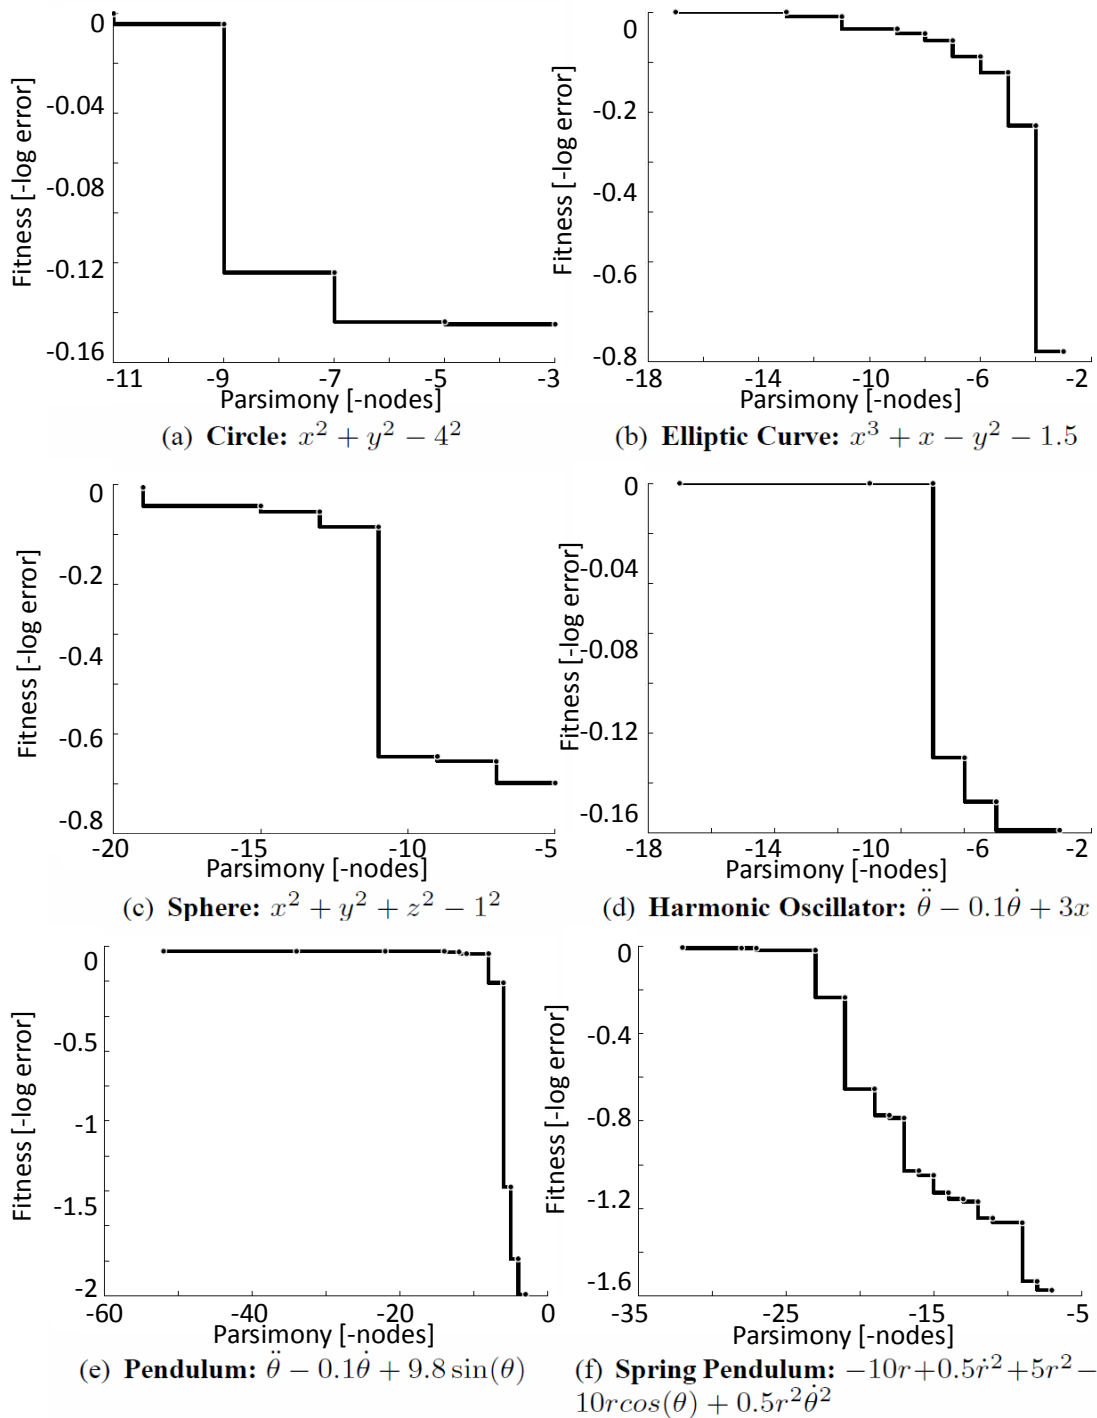 0
-0.04
-0.08
-0.12
-0.16
Fitness [-log error]
-11 -9 -7 -5 -3
Parsimony [-nodes]
(a) Circle: x² + y² − 4²
0
-0.2
-0.4
-0.6
-0.8
Fitness [-log error]
-18 -14 -10 -6 -2
Parsimony [-nodes]
(b) Elliptic Curve: x³ + x − y² − 1.5
0
-0.2
-0.4
-0.6
-0.8
Fitness [-log error]
-20 -15 -10 -5
Parsimony [-nodes]
(c) Sphere: x² + y² + z² − 1²
0
-0.04
-0.08
-0.12
-0.16
Fitness [-log error]
-18 -14 -10 -6 -2
Parsimony [-nodes]
(d) Harmonic Oscillator: θ̈ − 0.1θ̇ + 3x
0
-0.5
-1
-1.5
-2
Fitness [-log error]
-60 -40 -20 0
Parsimony [-nodes]
(e) Pendulum: θ̈ − 0.1θ̇ + 9.8 sin(θ)
0
-0.4
-0.8
-1.2
-1.6
Fitness [-log error]
-35 -25 -15 -5
Parsimony [-nodes]
(f) Spring Pendulum: −10r+0.5ṙ²+5r²−
10rcos(θ) + 0.5r²θ̇²